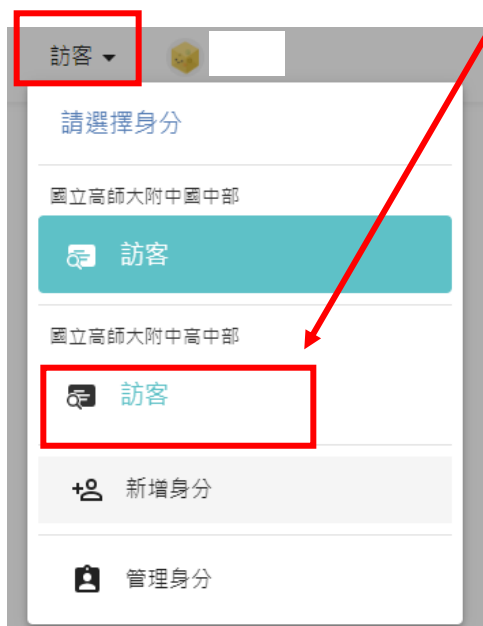 訪客
請選擇身分
國立高師大附中國中部
訪客
國立高師大附中高中部
訪客
新增身分
管理身分